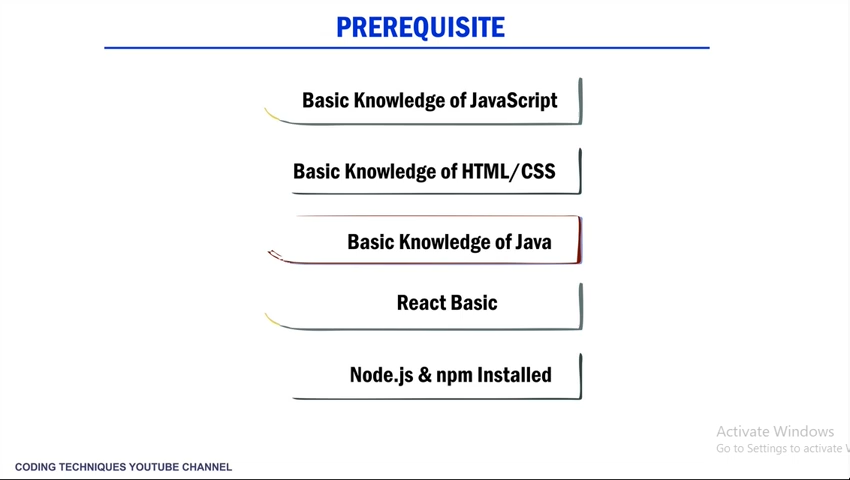 PREREQUISITE
Basic Knowledge of JavaScript
Basic Knowledge of HTML/CSS
Basic Knowledge of Java
React Basic
Node.js & npm Installed
Activate Windows
Go to Settings to activate
CODING TECHNIQUES YOUTUBE CHANNEL